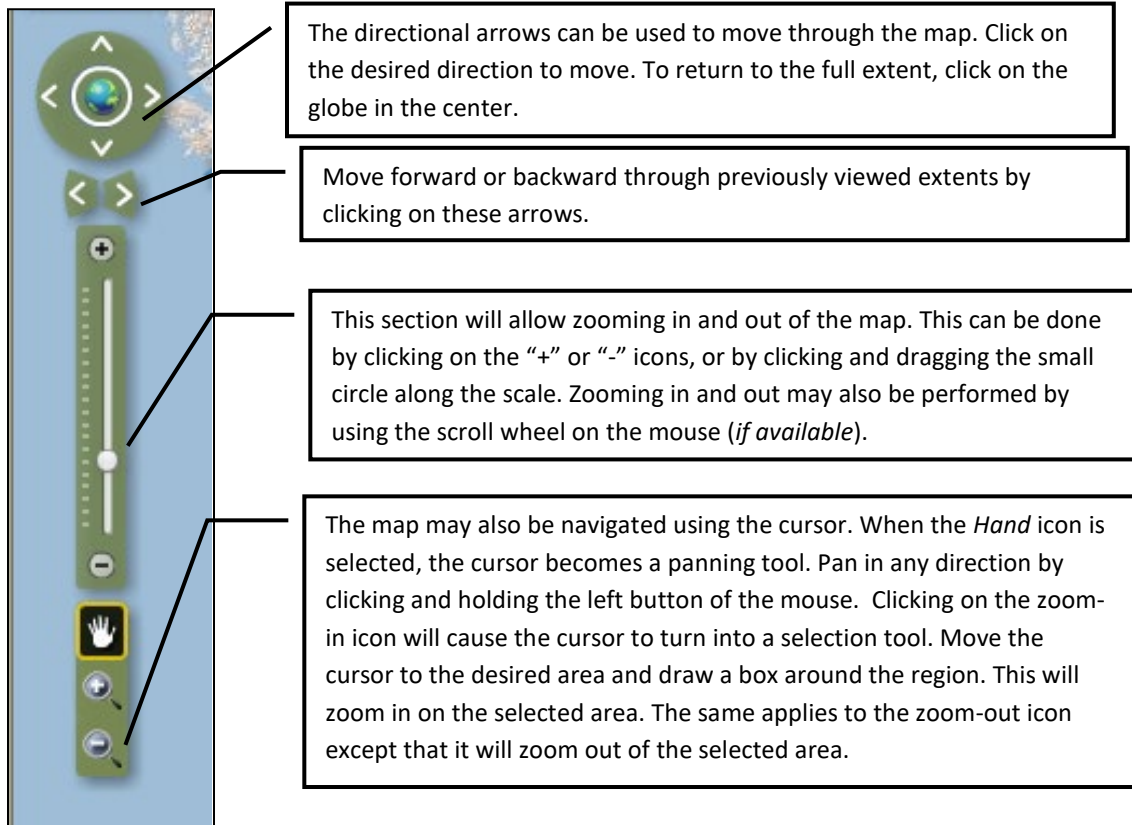 The directional arrows can be used to move through the map. Click on
the desired direction to move. To return to the full extent, click on the
globe in the center.
Move forward or backward through previously viewed extents by
clicking on these arrows.
This section will allow zooming in and out of the map. This can be done
by clicking on the “+” or “-” icons, or by clicking and dragging the small
circle along the scale. Zooming in and out may also be performed by
using the scroll wheel on the mouse (if available).
The map may also be navigated using the cursor. When the Hand icon is
selected, the cursor becomes a panning tool. Pan in any direction by
clicking and holding the left button of the mouse.  Clicking on the zoom-
in icon will cause the cursor to turn into a selection tool. Move the
cursor to the desired area and draw a box around the region. This will
zoom in on the selected area. The same applies to the zoom-out icon
except that it will zoom out of the selected area.